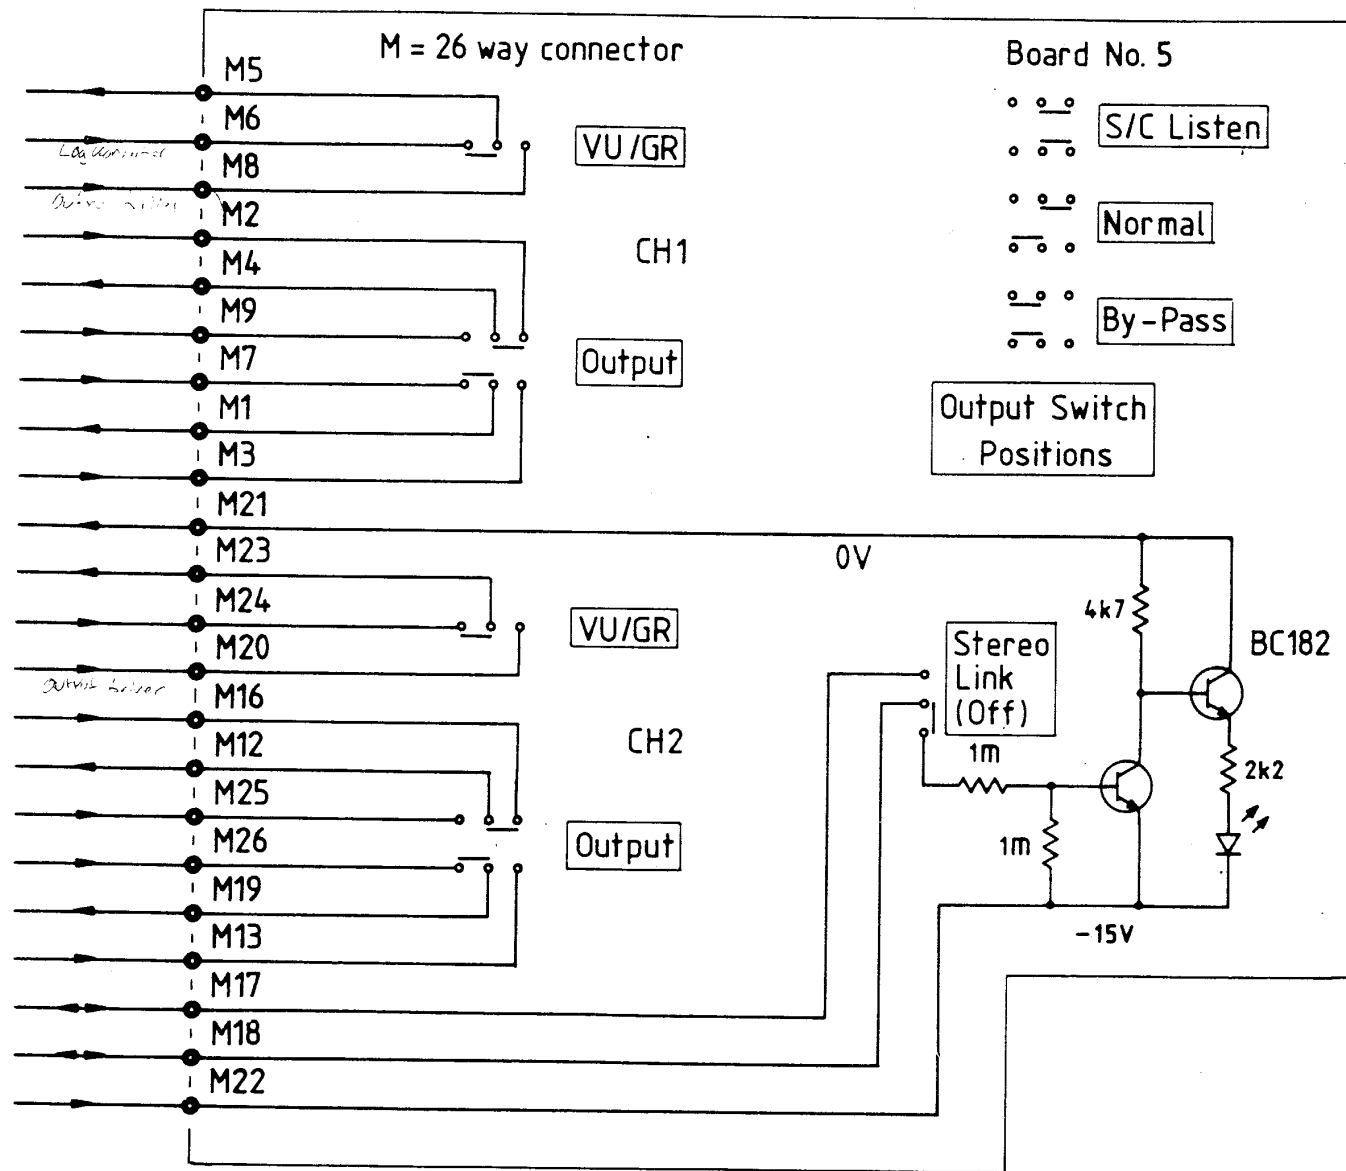 M = 26 way connector
Board No. 5
M5
M6
M8
M2
M4
M9
M7
M1
M3
M21
M23
M24
M20
M16
M12
M25
M26
M19
M13
M17
M18
M22
VU/GR
CH1
Output
S/C Listen
Normal
By-Pass
Output Switch
Positions
0V
VU/GR
CH2
Output
Stereo
Link
(Off)
4k7
BC182
1m
1m
2k2
-15V
Output driver